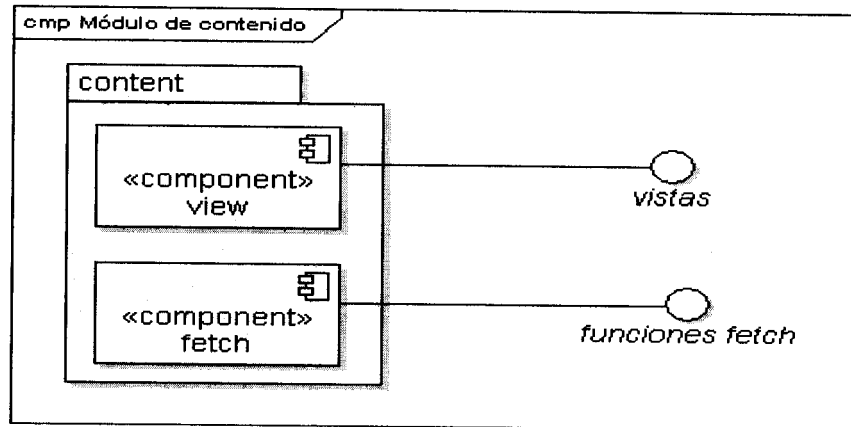 cmp Módulo de contenido
content
«component»
view
vistas
«component»
fetch
funciones fetch